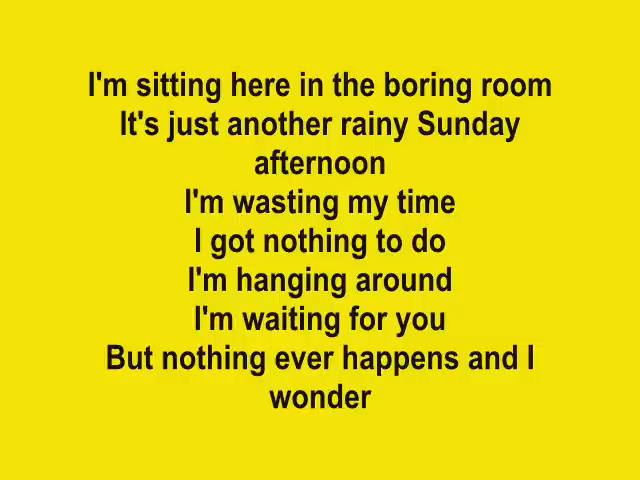 I'm sitting here in the boring room
It's just another rainy Sunday
afternoon
I'm wasting my time
I got nothing to do
I'm hanging around
I'm waiting for you
But nothing ever happens and I
wonder